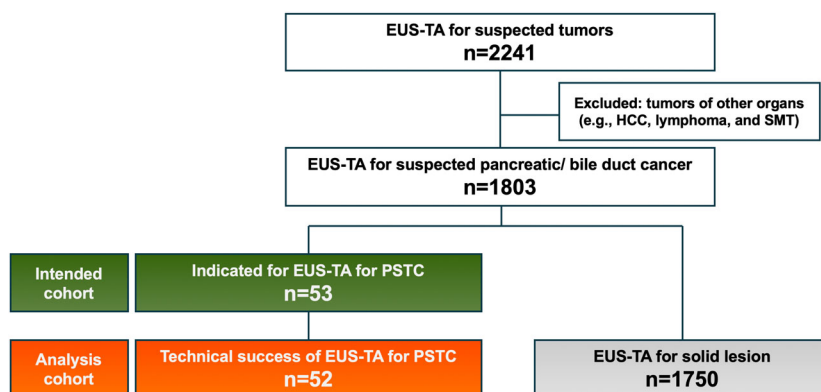 EUS-TA for suspected tumors
n=2241
Excluded: tumors of other organs
(e.g., HCC, lymphoma, and SMT)
EUS-TA for suspected pancreatic/ bile duct cancer
n=1803
Intended
cohort
Indicated for EUS-TA for PSTC
n=53
Analysis
cohort
Technical success of EUS-TA for PSTC
n=52
EUS-TA for solid lesion
n=1750